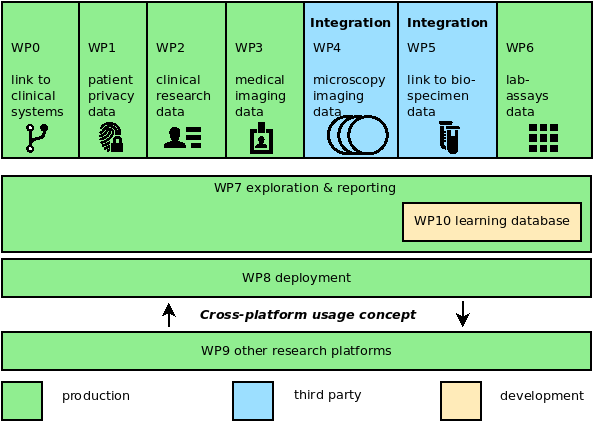 WP0
link to
clinical
systems
WP1
patient
privacy
data
WP2
clinical
research
data
WP3
medical
imaging
data
Integration
WP4
microscopy
imaging
data
Integration
WP5
link to bio-
specimen
data
WP6
lab-
assays
data
WP7 exploration & reporting
WP10 learning database
WP8 deployment
Cross-platform usage concept
WP9 other research platforms
production
third party
development